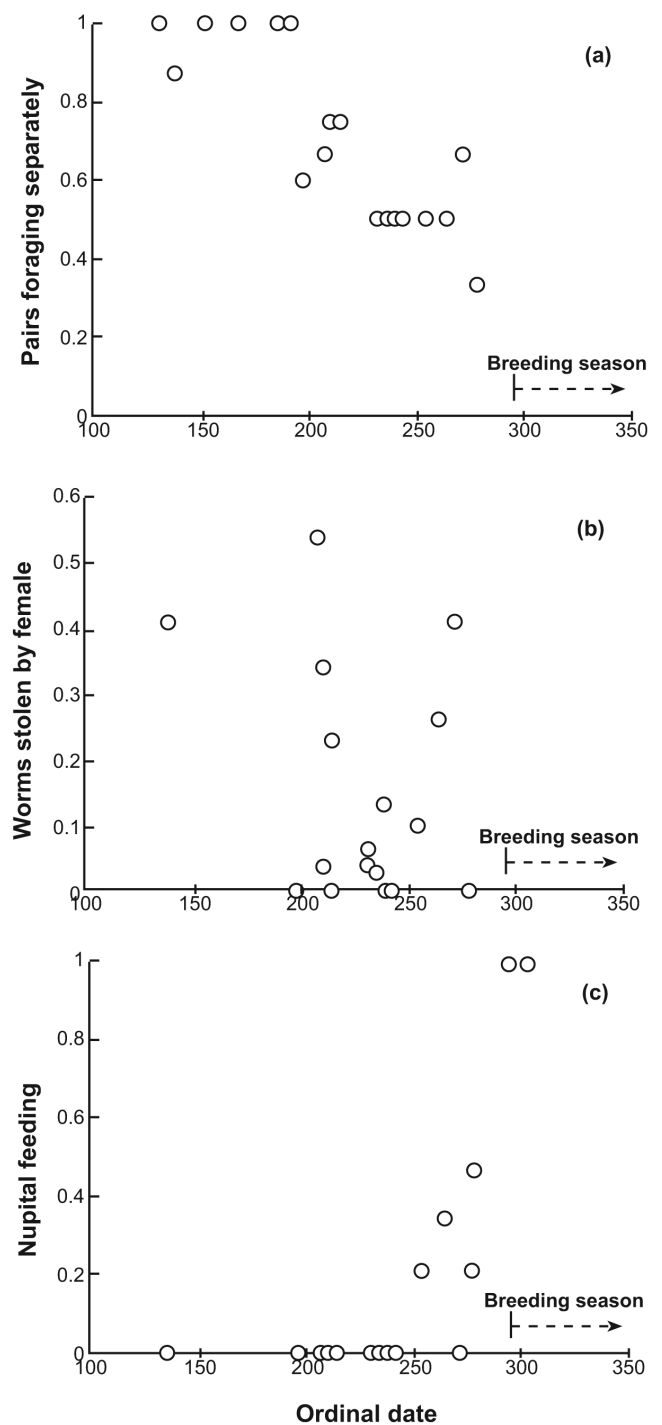 (a)
Pairs foraging separately
1
0.8
0.6
0.4
0.2
0
Breeding season
100 150 200 250 300 350
(b)
Worms stolen by female
0.6
0.5
0.4
0.3
0.2
0.1
0
Breeding season
100 150 200 250 300 350
(c)
Nupital feeding
1
0.8
0.6
0.4
0.2
0
Breeding season
100 150 200 250 300 350
Ordinal date